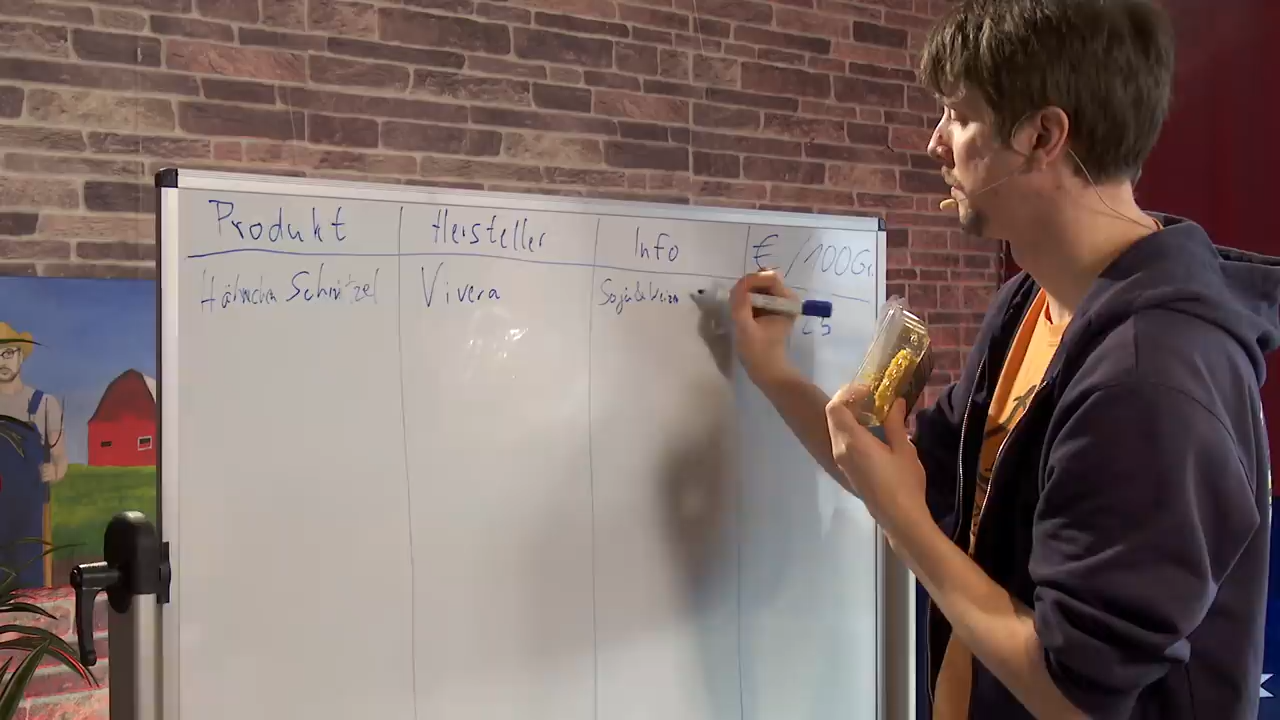 Produkt Hersteller Info € /100Gr.
Hähnchen Schnitzel Vivera Soja & Weizen